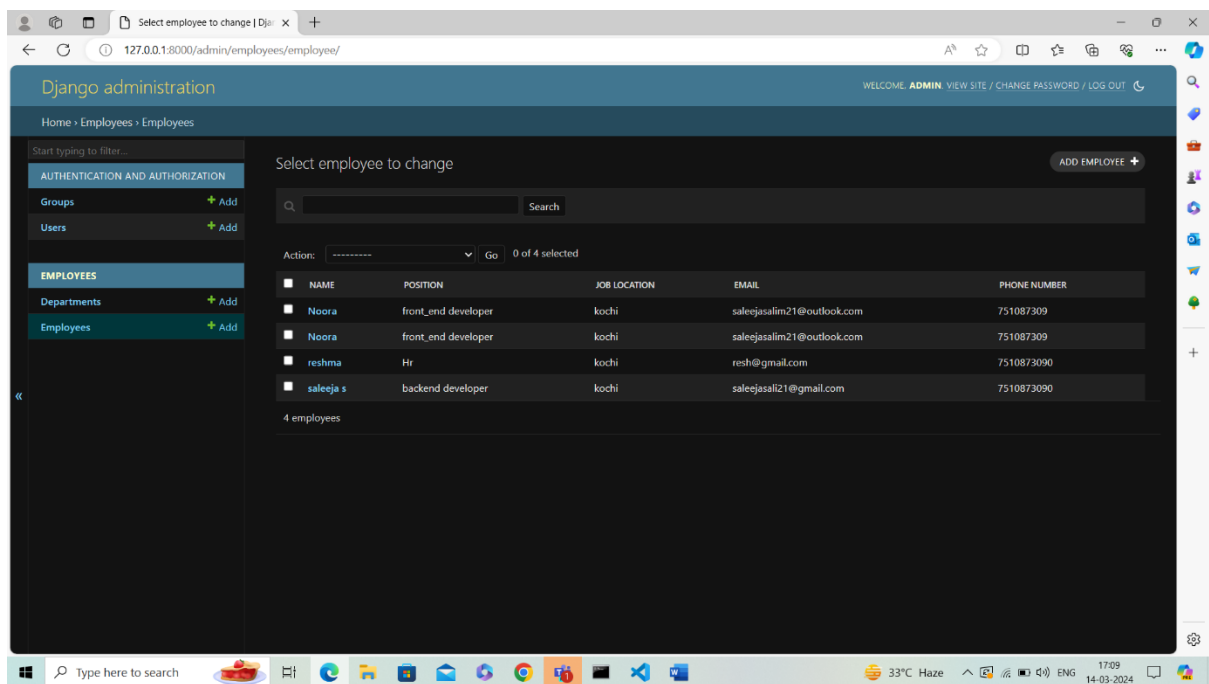 Select employee to change | Djan
127.0.0.1:8000/admin/employees/employee/
Django administration
WELCOME, ADMIN. VIEW SITE / CHANGE PASSWORD / LOG OUT
Home › Employees › Employees
Start typing to filter...
AUTHENTICATION AND AUTHORIZATION
Groups + Add
Users + Add
EMPLOYEES
Departments + Add
Employees + Add
«
Select employee to change
ADD EMPLOYEE +
Search
Action: --------- Go 0 of 4 selected
NAME POSITION JOB LOCATION EMAIL PHONE NUMBER
Noora front_end developer kochi saleejasalim21@outlook.com 751087309
Noora front_end developer kochi saleejasalim21@outlook.com 751087309
reshma Hr kochi resh@gmail.com 7510873090
saleeja s backend developer kochi saleejasali21@gmail.com 7510873090
4 employees
Type here to search
33°C Haze
ENG
17:09
14-03-2024